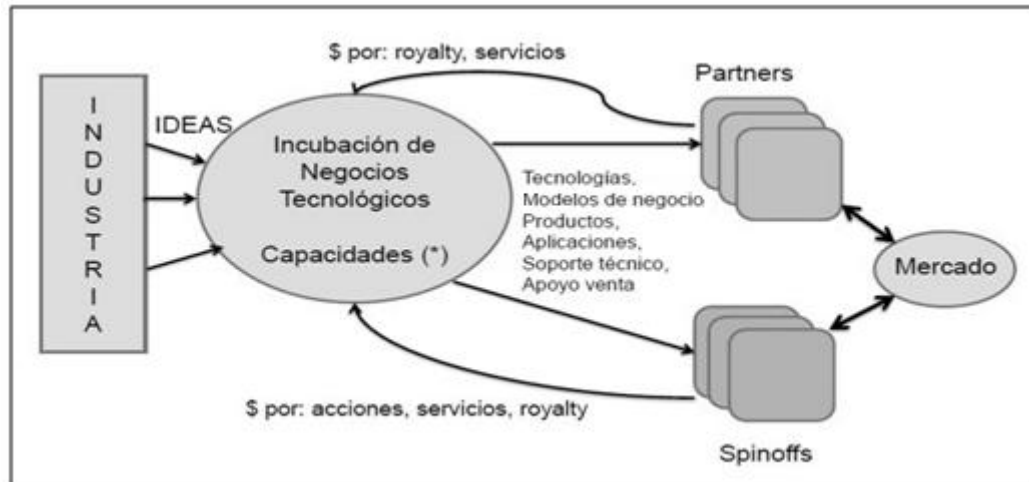 $ por: royalty, servicios
Partners
INDUSTRIA
IDEAS
Incubación de
Negocios
Tecnológicos
Capacidades (*)
Tecnologías,
Modelos de negocio
Productos,
Aplicaciones,
Soporte técnico,
Apoyo venta
Mercado
$ por: acciones, servicios, royalty
Spinoffs